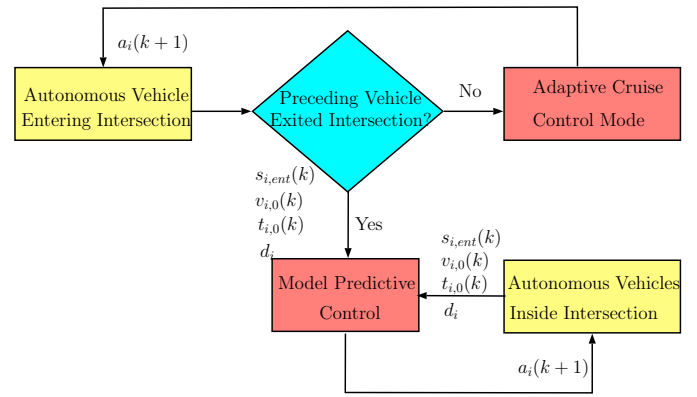 a_i(k+1)
Autonomous Vehicle
Entering Intersection
Preceding Vehicle
Exited Intersection?
No
Adaptive Cruise
Control Mode
s_{i,ent}(k)
v_{i,0}(k)
t_{i,0}(k)
d_i
Yes
Model Predictive
Control
s_{i,ent}(k)
v_{i,0}(k)
t_{i,0}(k)
d_i
Autonomous Vehicles
Inside Intersection
a_i(k+1)